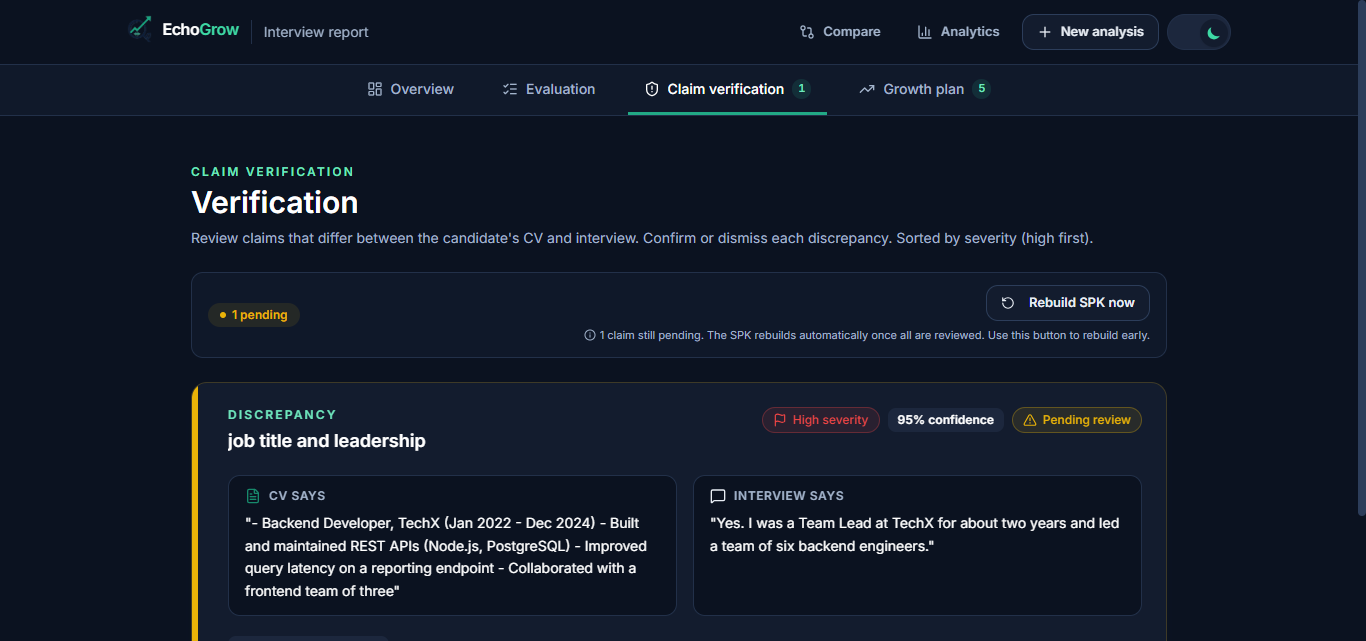 EchoGrow
Interview report
Compare
Analytics
New analysis
Overview
Evaluation
Claim verification 1
Growth plan 5
CLAIM VERIFICATION
Verification
Review claims that differ between the candidate's CV and interview. Confirm or dismiss each discrepancy. Sorted by severity (high first).
1 pending
Rebuild SPK now
1 claim still pending. The SPK rebuilds automatically once all are reviewed. Use this button to rebuild early.
DISCREPANCY
job title and leadership
High severity
95% confidence
Pending review
CV SAYS
"- Backend Developer, TechX (Jan 2022 - Dec 2024) - Built
and maintained REST APIs (Node.js, PostgreSQL) - Improved
query latency on a reporting endpoint - Collaborated with a
frontend team of three"
INTERVIEW SAYS
"Yes. I was a Team Lead at TechX for about two years and led
a team of six backend engineers."